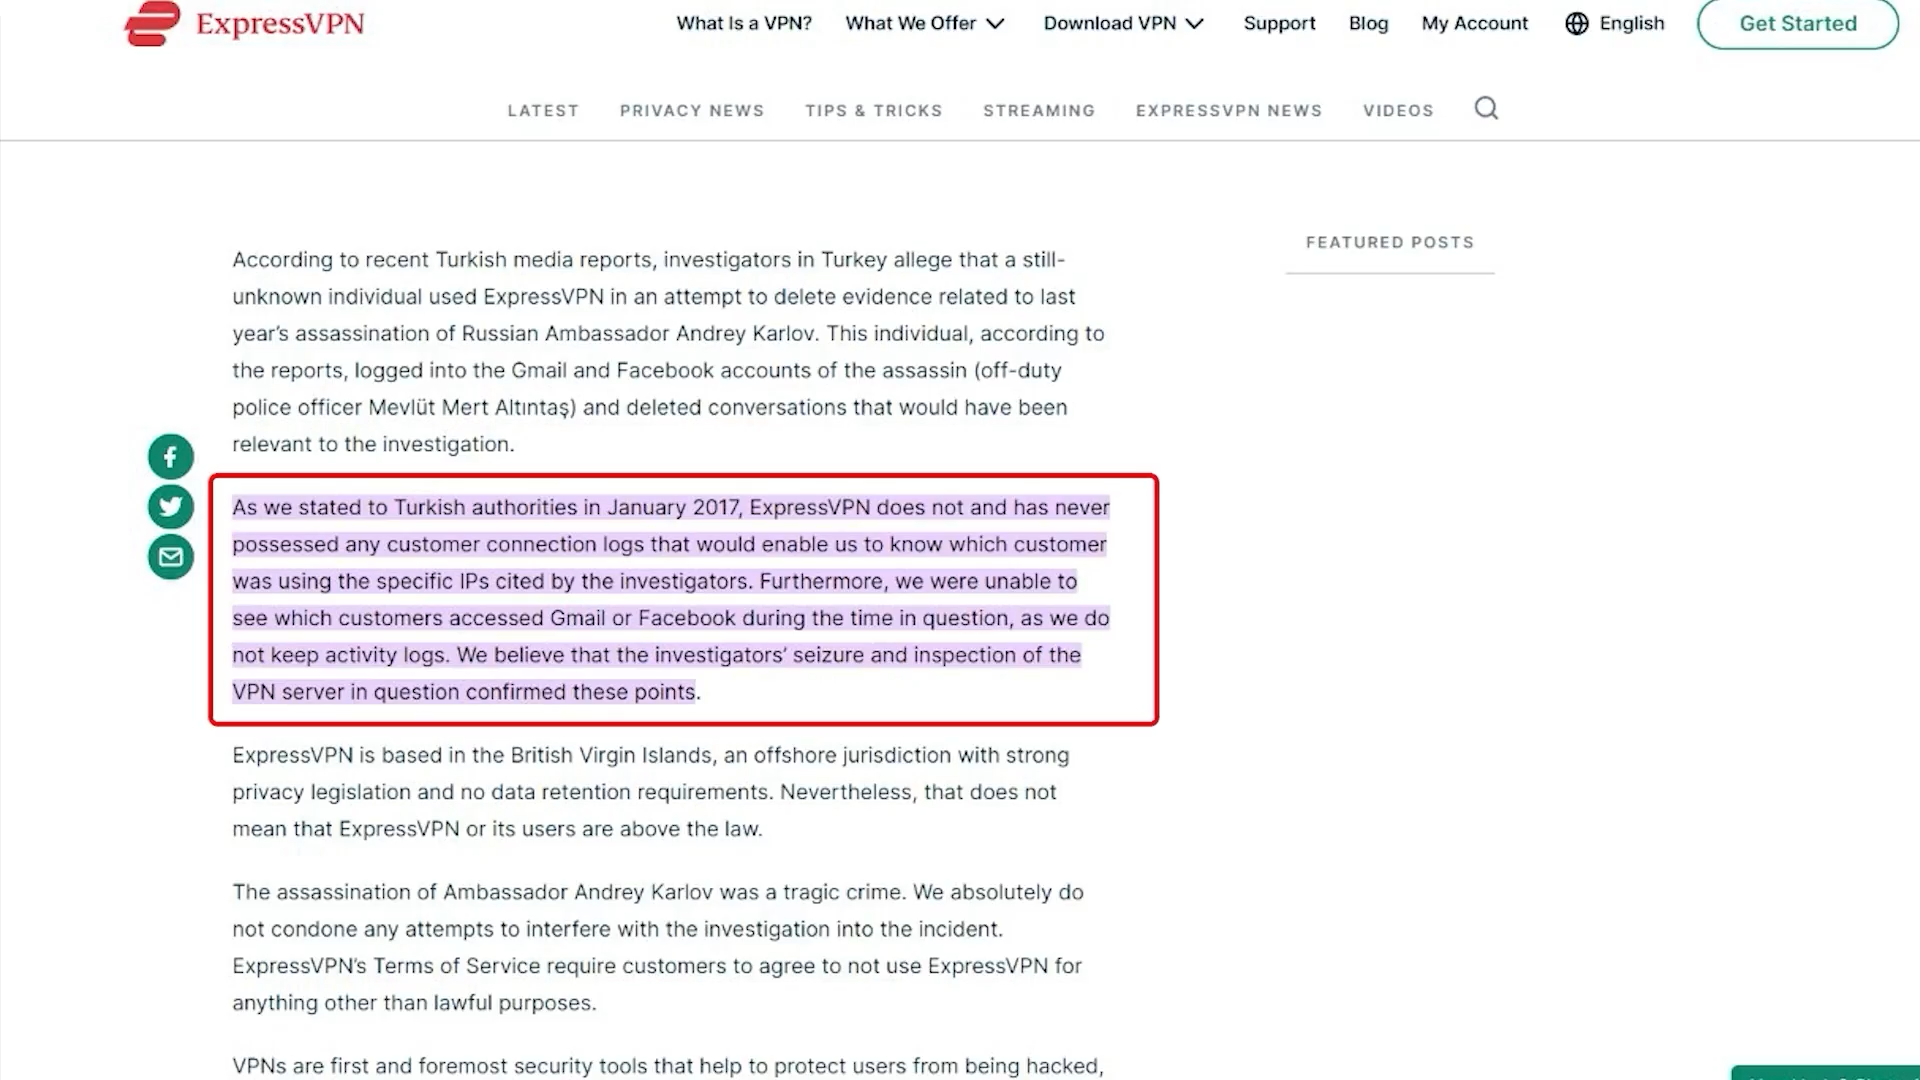 ExpressVPN
What Is a VPN? What We Offer Download VPN Support Blog My Account English Get Started
LATEST PRIVACY NEWS TIPS & TRICKS STREAMING EXPRESSVPN NEWS VIDEOS
FEATURED POSTS
According to recent Turkish media reports, investigators in Turkey allege that a still-
unknown individual used ExpressVPN in an attempt to delete evidence related to last
year’s assassination of Russian Ambassador Andrey Karlov. This individual, according to
the reports, logged into the Gmail and Facebook accounts of the assassin (off-duty
police officer Mevlüt Mert Altıntaş) and deleted conversations that would have been
relevant to the investigation.
As we stated to Turkish authorities in January 2017, ExpressVPN does not and has never
possessed any customer connection logs that would enable us to know which customer
was using the specific IPs cited by the investigators. Furthermore, we were unable to
see which customers accessed Gmail or Facebook during the time in question, as we do
not keep activity logs. We believe that the investigators’ seizure and inspection of the
VPN server in question confirmed these points.
ExpressVPN is based in the British Virgin Islands, an offshore jurisdiction with strong
privacy legislation and no data retention requirements. Nevertheless, that does not
mean that ExpressVPN or its users are above the law.
The assassination of Ambassador Andrey Karlov was a tragic crime. We absolutely do
not condone any attempts to interfere with the investigation into the incident.
ExpressVPN’s Terms of Service require customers to agree to not use ExpressVPN for
anything other than lawful purposes.
VPNs are first and foremost security tools that help to protect users from being hacked,